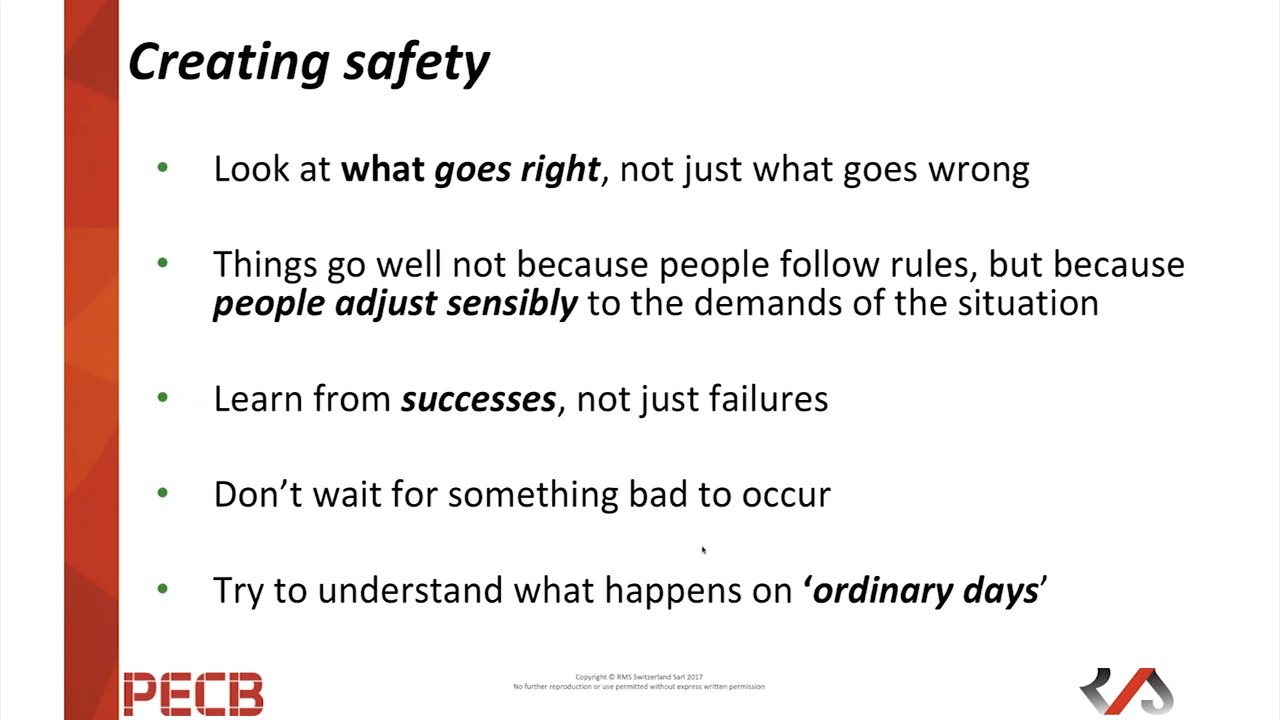 Creating safety
• Look at what goes right, not just what goes wrong
• Things go well not because people follow rules, but because
people adjust sensibly to the demands of the situation
• Learn from successes, not just failures
• Don’t wait for something bad to occur
• Try to understand what happens on ‘ordinary days’
PECB
Copyright © RMS Switzerland Sarl 2017
No further reproduction or use permitted without express written permission